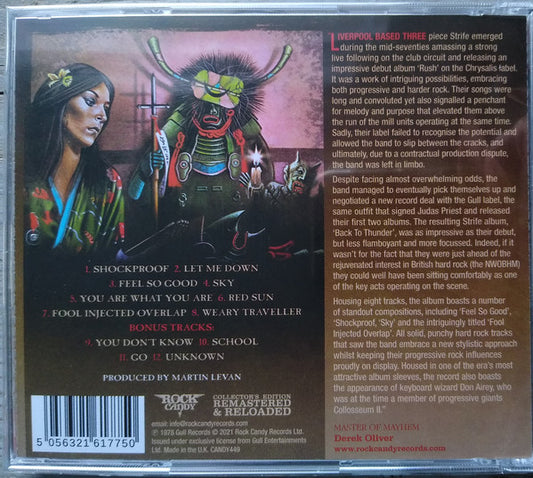 LIVERPOOL BASED THREE piece Strife emerged
during the mid-seventies amassing a strong
live following on the club circuit and releasing an
impressive debut album 'Rush' on the Chrysalis label.
It was a work of intriguing possibilities, embracing
both progressive and harder rock. Their songs were
long and convoluted yet also signalled a penchant
for melody and purpose that elevated them above
the run of the mill units operating at the same time.
Sadly, their label failed to recognise the potential and
allowed the band to slip between the cracks, and
ultimately, due to a contractual production dispute,
the band was left in limbo.
Despite facing almost overwhelming odds, the
band managed to eventually pick themselves up and
negotiated a new record deal with the Gull label, the
same outfit that signed Judas Priest and released
their first two albums. The resulting Strife album,
'Back To Thunder', was as impressive as their debut,
but less flamboyant and more focussed. Indeed, if it
wasn't for the fact that they were just ahead of the
rejuvenated interest in British hard rock (the NWOBHM)
they could well have been sitting comfortably as one
of the key acts operating on the scene.
Housing eight tracks, the album boasts a number
of standout compositions, including 'Feel So Good',
'Shockproof, 'Sky' and the intriguingly titled 'Fool
Injected Overlap'. All solid, punchy hard rock tracks
that saw the band embrace a new stylistic approach
whilst keeping their progressive rock influences
proudly on display. Housed in one of the era's most
attractive album sleeves, the record also boasts
the appearance of keyboard wizard Don Airey, who
was at the time a member of progressive giants
Collosseum II."
MASTER OF MAYHEM
Derek Oliver
www.rockcandyrecords.com
1. SHOCKPROOF 2. LET ME DOWN
3. FEEL SO GOOD 4. SKY
5. YOU ARE WHAT YOU ARE 6. RED SUN
7. FOOL INJECTED OVERLAP 8. WEARY TRAVELLER
BONUS TRACKS:
9. YOU DON'T KNOW 10. SCHOOL
11. GO 12. UNKNOWN
PRODUCED BY MARTIN LEVAN
ROCK CANDY
COLLECTOR'S EDITION
REMASTERED
& RELOADED
email: info@rockcandyrecords.com
℗ 1978 Gull Records © 2021 Rock Candy Records Ltd.
Issued under exclusive license from Gull Entertainments
Ltd. Made in the U.K. CANDY449
5 056321 617750